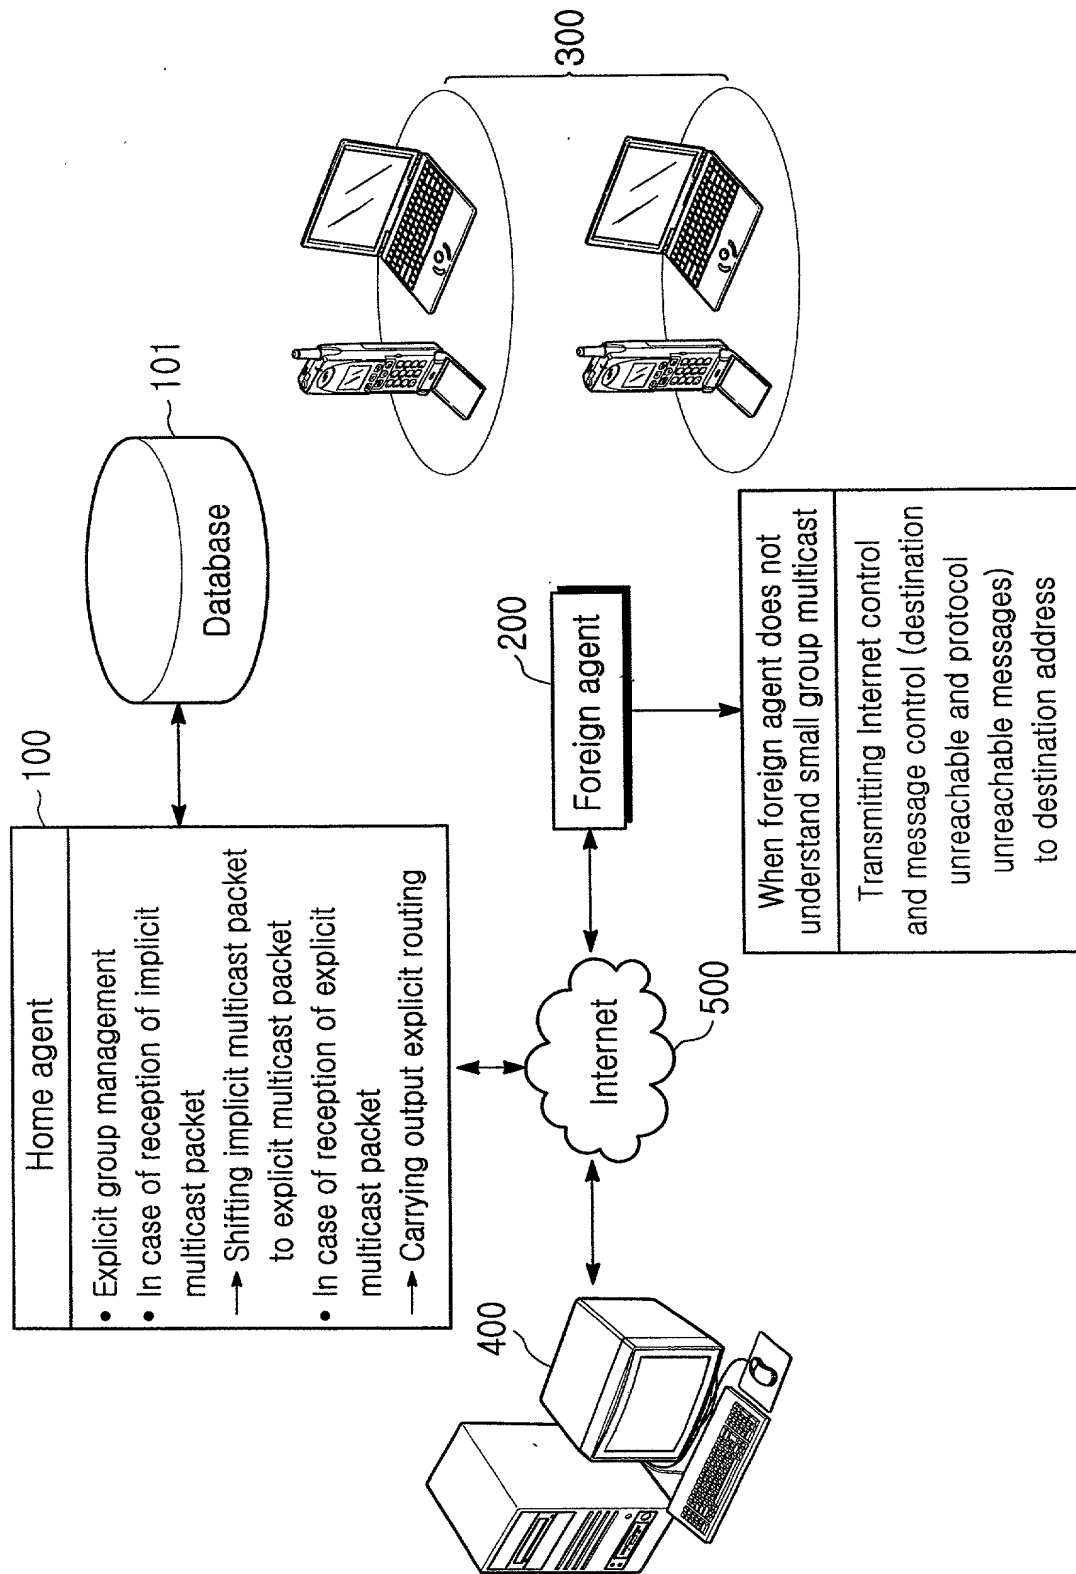 Home agent
• Explicit group management
• In case of reception of implicit
multicast packet
→ Shifting implicit multicast packet
to explicit multicast packet
• In case of reception of explicit
multicast packet
→ Carrying output explicit routing
100
Database
101
400
Internet
500
Foreign agent
200
When foreign agent does not
understand small group multicast
Transmitting Internet control
and message control (destination
unreachable and protocol
unreachable messages)
to destination address
300